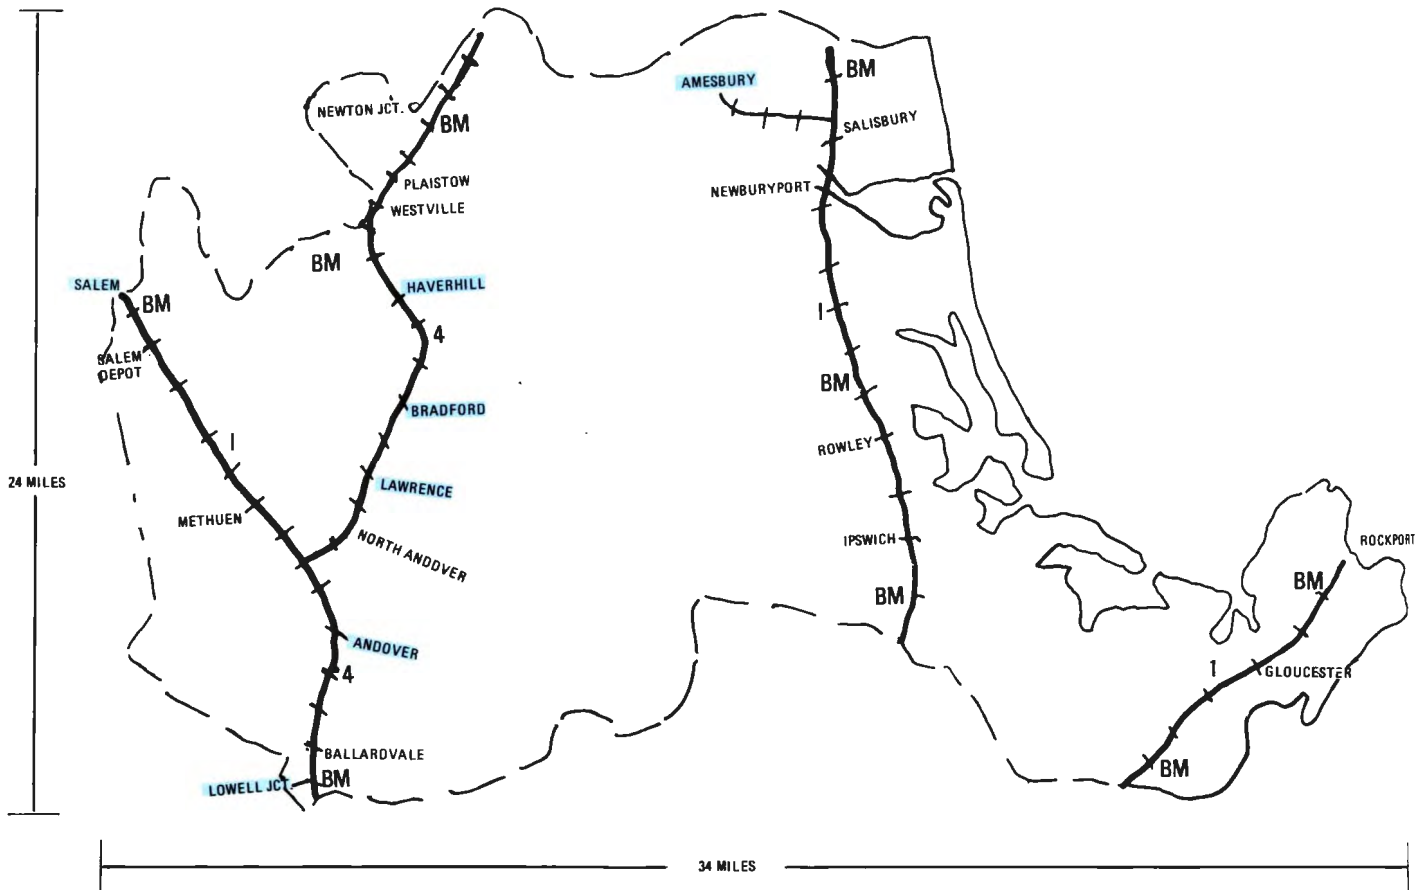 AMESBURY
BM
NEWTON JCT.
BM
SALISBURY
PLAISTOW
NEWBURYPORT
WESTVILLE
BM
SALEM
HAVERHILL
BM
1
4
SALEM
DEPOT
BM
BRADFORD
1
ROWLEY
24 MILES
LAWRENCE
METHUEN
NORTH ANDOVER
IPSWICH
ROCKPORT
BM
BM
ANDOVER
4
1
GLOUCESTER
BALLARDVALE
BM
LOWELL JCT.
BM
34 MILES